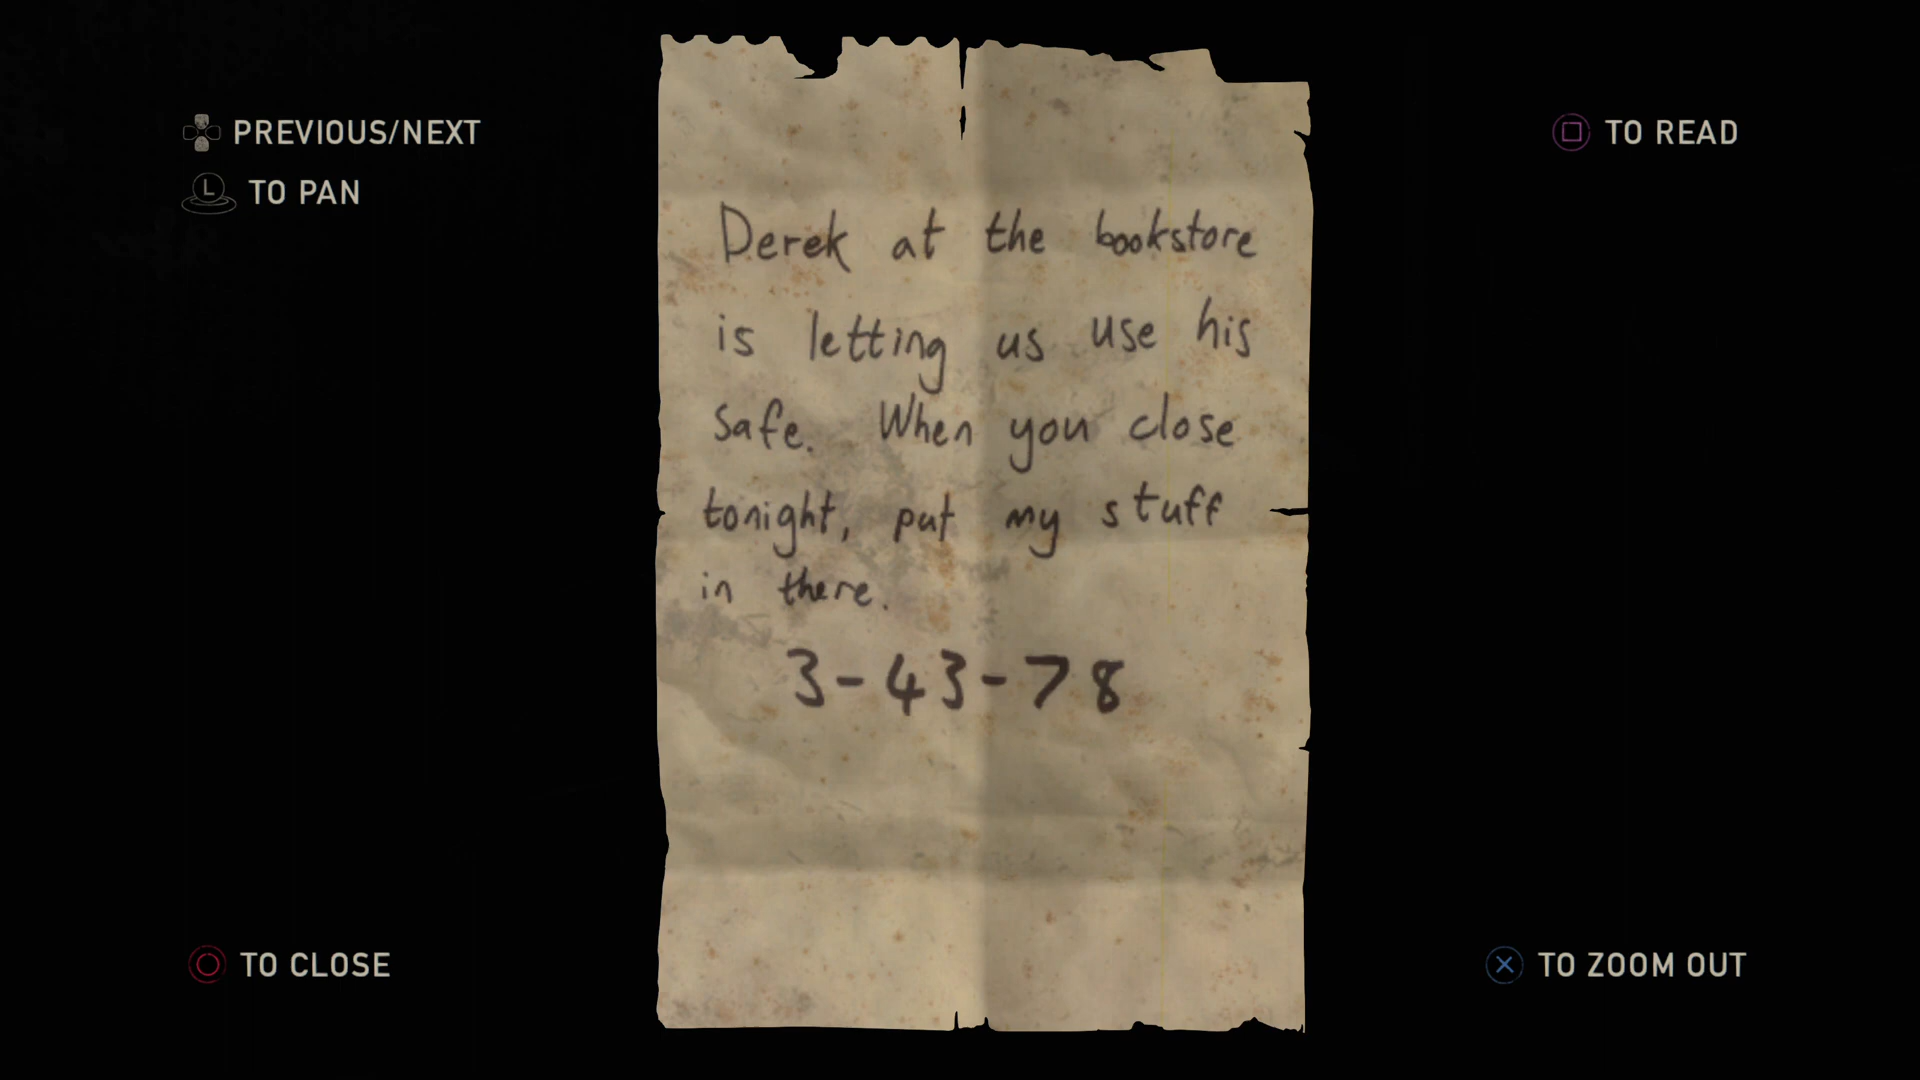 PREVIOUS/NEXT
L TO PAN
TO READ
Derek at the bookstore
is letting us use his
safe. When you close
tonight, put my stuff
in there.
3-43-78
TO CLOSE
TO ZOOM OUT